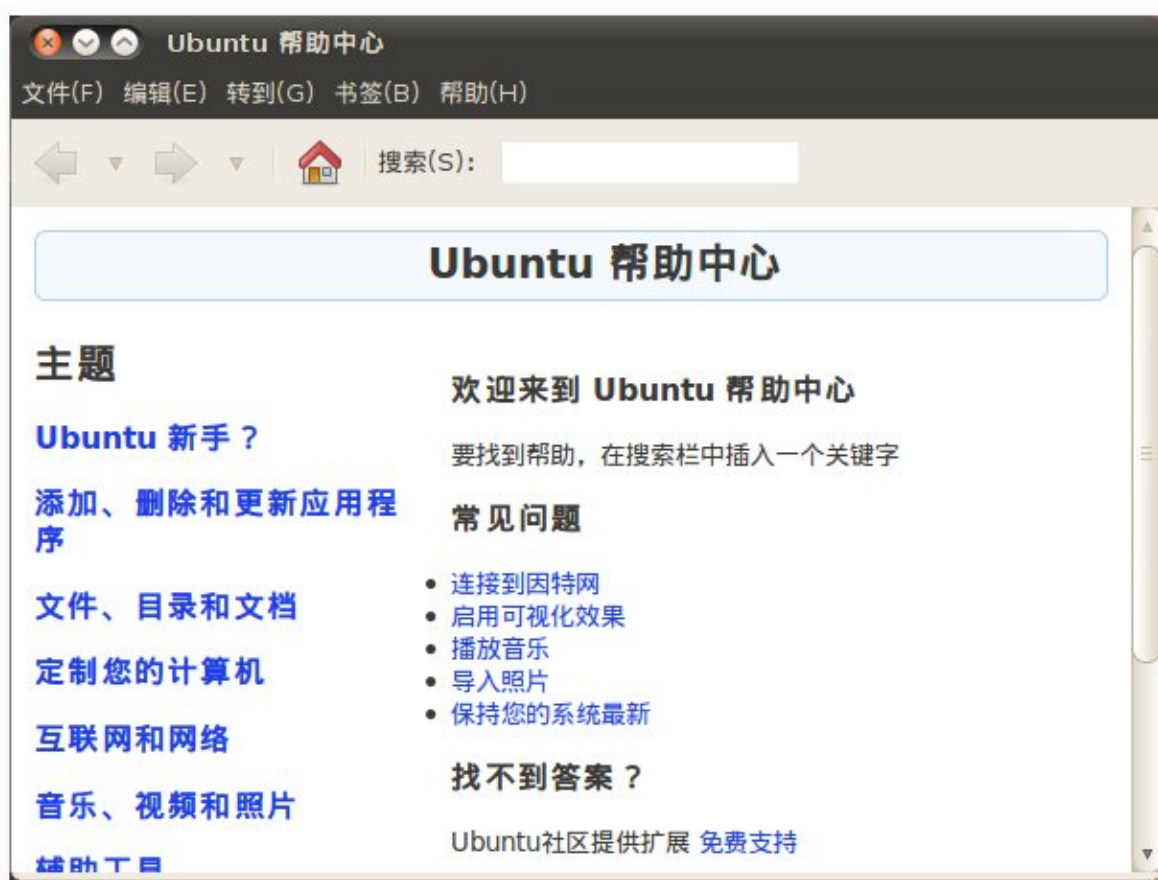 Ubuntu 帮助中心
文件(F) 编辑(E) 转到(G) 书签(B) 帮助(H)
搜索(S):
Ubuntu 帮助中心
主题
Ubuntu 新手？
添加、删除和更新应用程
序
文件、目录和文档
定制您的计算机
互联网和网络
音乐、视频和照片
辅助工具
欢迎来到 Ubuntu 帮助中心
要找到帮助，在搜索栏中插入一个关键字
常见问题
连接到因特网
启用可视化效果
播放音乐
导入照片
保持您的系统最新
找不到答案？
Ubuntu社区提供扩展 免费支持